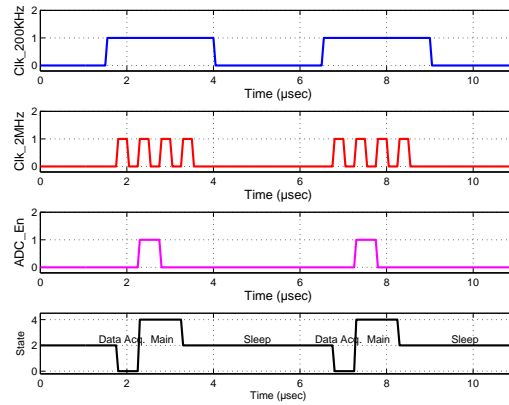 Clk_200KHz
2
1
0
0 2 4 6 8 10
Time (µsec)
Clk_2MHz
2
1
0
0 2 4 6 8 10
Time (µsec)
ADC_En
2
1
0
0 2 4 6 8 10
Time (µsec)
State
4
2
0
Data Acq. Main Sleep Data Acq. Main Sleep
0 2 4 6 8 10
Time (µsec)